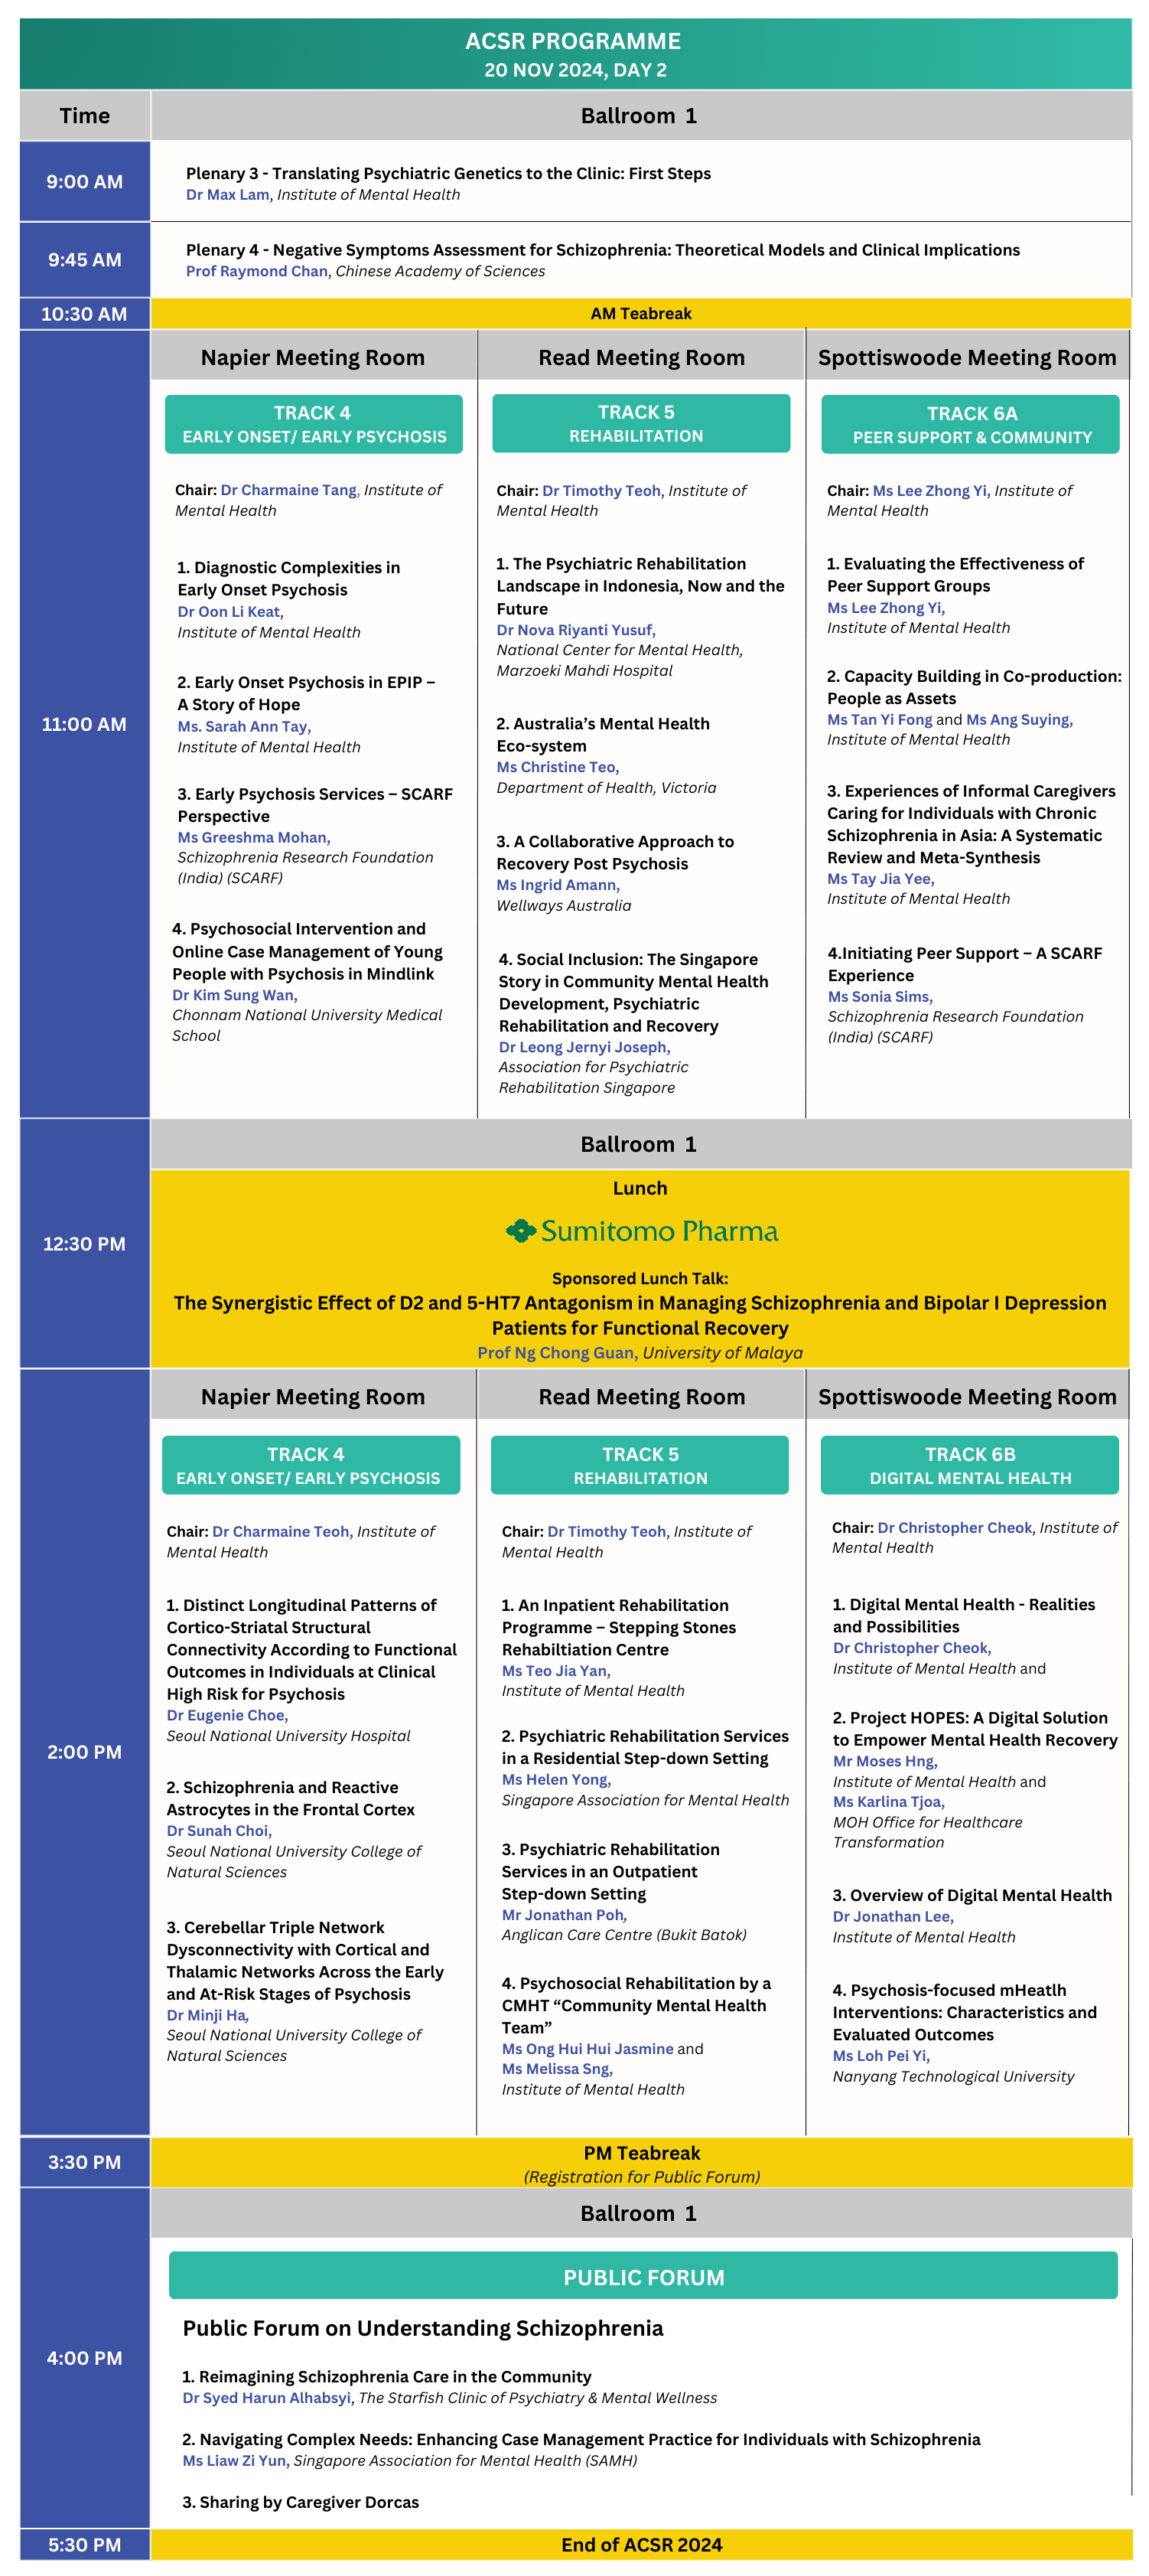 ACSR PROGRAMME
20 NOV 2024, DAY 2
Time
Ballroom 1
9:00 AM
Plenary 3 - Translating Psychiatric Genetics to the Clinic: First Steps
Dr Max Lam, Institute of Mental Health
9:45 AM
Plenary 4 - Negative Symptoms Assessment for Schizophrenia: Theoretical Models and Clinical Implications
Prof Raymond Chan, Chinese Academy of Sciences
10:30 AM
AM Teabreak
11:00 AM
Napier Meeting Room
TRACK 4
EARLY ONSET/ EARLY PSYCHOSIS
Chair: Dr Charmaine Tang, Institute of
Mental Health
1. Diagnostic Complexities in
Early Onset Psychosis
Dr Oon Li Keat,
Institute of Mental Health
2. Early Onset Psychosis in EPIP –
A Story of Hope
Ms. Sarah Ann Tay,
Institute of Mental Health
3. Early Psychosis Services – SCARF
Perspective
Ms Greeshma Mohan,
Schizophrenia Research Foundation
(India) (SCARF)
4. Psychosocial Intervention and
Online Case Management of Young
People with Psychosis in Mindlink
Dr Kim Sung Wan,
Chonnam National University Medical
School
Read Meeting Room
TRACK 5
REHABILITATION
Chair: Dr Timothy Teoh, Institute of
Mental Health
1. The Psychiatric Rehabilitation
Landscape in Indonesia, Now and the
Future
Dr Nova Riyanti Yusuf,
National Center for Mental Health,
Marzoeki Mahdi Hospital
2. Australia’s Mental Health
Eco-system
Ms Christine Teo,
Department of Health, Victoria
3. A Collaborative Approach to
Recovery Post Psychosis
Ms Ingrid Amann,
Wellways Australia
4. Social Inclusion: The Singapore
Story in Community Mental Health
Development, Psychiatric
Rehabilitation and Recovery
Dr Leong Jernyi Joseph,
Association for Psychiatric
Rehabilitation Singapore
Spottiswoode Meeting Room
TRACK 6A
PEER SUPPORT & COMMUNITY
Chair: Ms Lee Zhong Yi, Institute of
Mental Health
1. Evaluating the Effectiveness of
Peer Support Groups
Ms Lee Zhong Yi,
Institute of Mental Health
2. Capacity Building in Co-production:
People as Assets
Ms Tan Yi Fong and Ms Ang Suying,
Institute of Mental Health
3. Experiences of Informal Caregivers
Caring for Individuals with Chronic
Schizophrenia in Asia: A Systematic
Review and Meta-Synthesis
Ms Tay Jia Yee,
Institute of Mental Health
4.Initiating Peer Support – A SCARF
Experience
Ms Sonia Sims,
Schizophrenia Research Foundation
(India) (SCARF)
12:30 PM
Ballroom 1
Lunch
Sumitomo Pharma
Sponsored Lunch Talk:
The Synergistic Effect of D2 and 5-HT7 Antagonism in Managing Schizophrenia and Bipolar I Depression
Patients for Functional Recovery
Prof Ng Chong Guan, University of Malaya
2:00 PM
Napier Meeting Room
TRACK 4
EARLY ONSET/ EARLY PSYCHOSIS
Chair: Dr Charmaine Teoh, Institute of
Mental Health
1. Distinct Longitudinal Patterns of
Cortico-Striatal Structural
Connectivity According to Functional
Outcomes in Individuals at Clinical
High Risk for Psychosis
Dr Eugenie Choe,
Seoul National University Hospital
2. Schizophrenia and Reactive
Astrocytes in the Frontal Cortex
Dr Sunah Choi,
Seoul National University College of
Natural Sciences
3. Cerebellar Triple Network
Dysconnectivity with Cortical and
Thalamic Networks Across the Early
and At-Risk Stages of Psychosis
Dr Minji Ha,
Seoul National University College of
Natural Sciences
Read Meeting Room
TRACK 5
REHABILITATION
Chair: Dr Timothy Teoh, Institute of
Mental Health
1. An Inpatient Rehabilitation
Programme – Stepping Stones
Rehabiltiation Centre
Ms Teo Jia Yan,
Institute of Mental Health
2. Psychiatric Rehabilitation Services
in a Residential Step-down Setting
Ms Helen Yong,
Singapore Association for Mental Health
3. Psychiatric Rehabilitation
Services in an Outpatient
Step-down Setting
Mr Jonathan Poh,
Anglican Care Centre (Bukit Batok)
4. Psychosocial Rehabilitation by a
CMHT “Community Mental Health
Team”
Ms Ong Hui Hui Jasmine and
Ms Melissa Sng,
Institute of Mental Health
Spottiswoode Meeting Room
TRACK 6B
DIGITAL MENTAL HEALTH
Chair: Dr Christopher Cheok, Institute of
Mental Health
1. Digital Mental Health - Realities
and Possibilities
Dr Christopher Cheok,
Institute of Mental Health and
2. Project HOPES: A Digital Solution
to Empower Mental Health Recovery
Mr Moses Hng,
Institute of Mental Health and
Ms Karlina Tjoa,
MOH Office for Healthcare
Transformation
3. Overview of Digital Mental Health
Dr Jonathan Lee,
Institute of Mental Health
4. Psychosis-focused mHeatlh
Interventions: Characteristics and
Evaluated Outcomes
Ms Loh Pei Yi,
Nanyang Technological University
3:30 PM
PM Teabreak
(Registration for Public Forum)
4:00 PM
Ballroom 1
PUBLIC FORUM
Public Forum on Understanding Schizophrenia
1. Reimagining Schizophrenia Care in the Community
Dr Syed Harun Alhabsyi, The Starfish Clinic of Psychiatry & Mental Wellness
2. Navigating Complex Needs: Enhancing Case Management Practice for Individuals with Schizophrenia
Ms Liaw Zi Yun, Singapore Association for Mental Health (SAMH)
3. Sharing by Caregiver Dorcas
5:30 PM
End of ACSR 2024